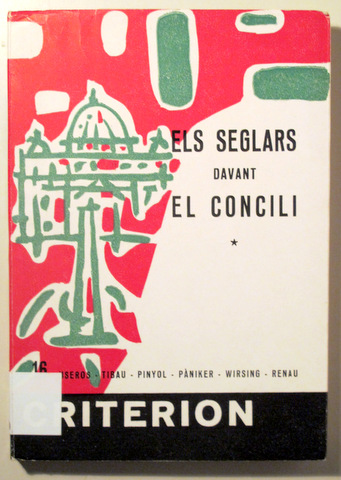 ELS SEGLARS
DAVANT
EL CONCILI
*
16
TIBAU - PINYOL - PÀNIKER - WIRSING - RENAU
CRITERION